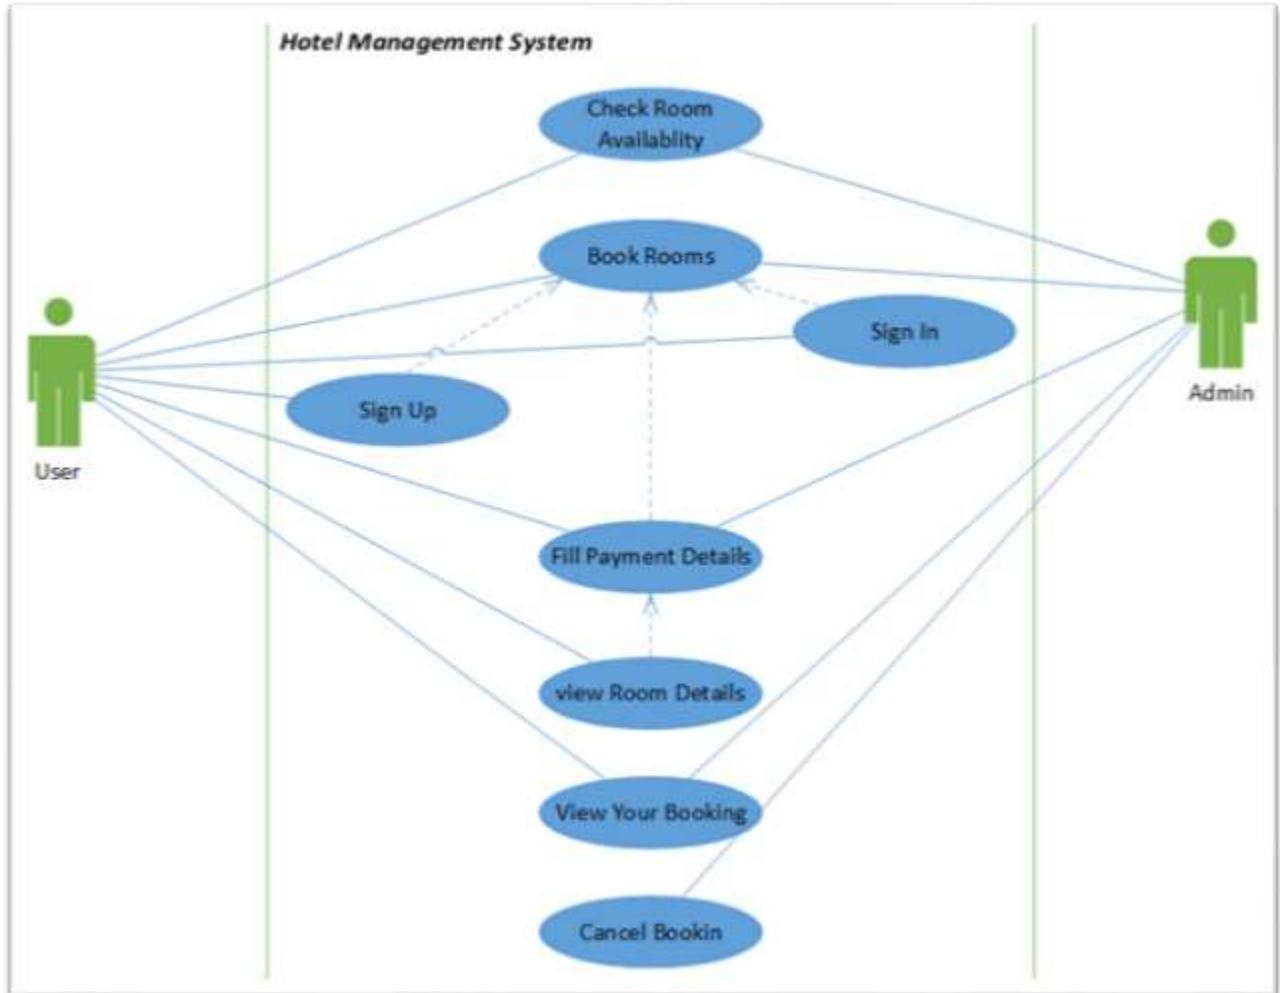 Hotel Management System
Check Room
Availablity
Book Rooms
Sign In
Admin
Sign Up
User
Fill Payment Details
view Room Details
View Your Booking
Cancel Bookin